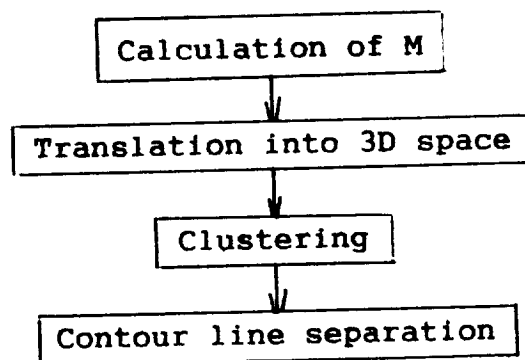 Calculation of M
Translation into 3D space
Clustering
Contour line separation